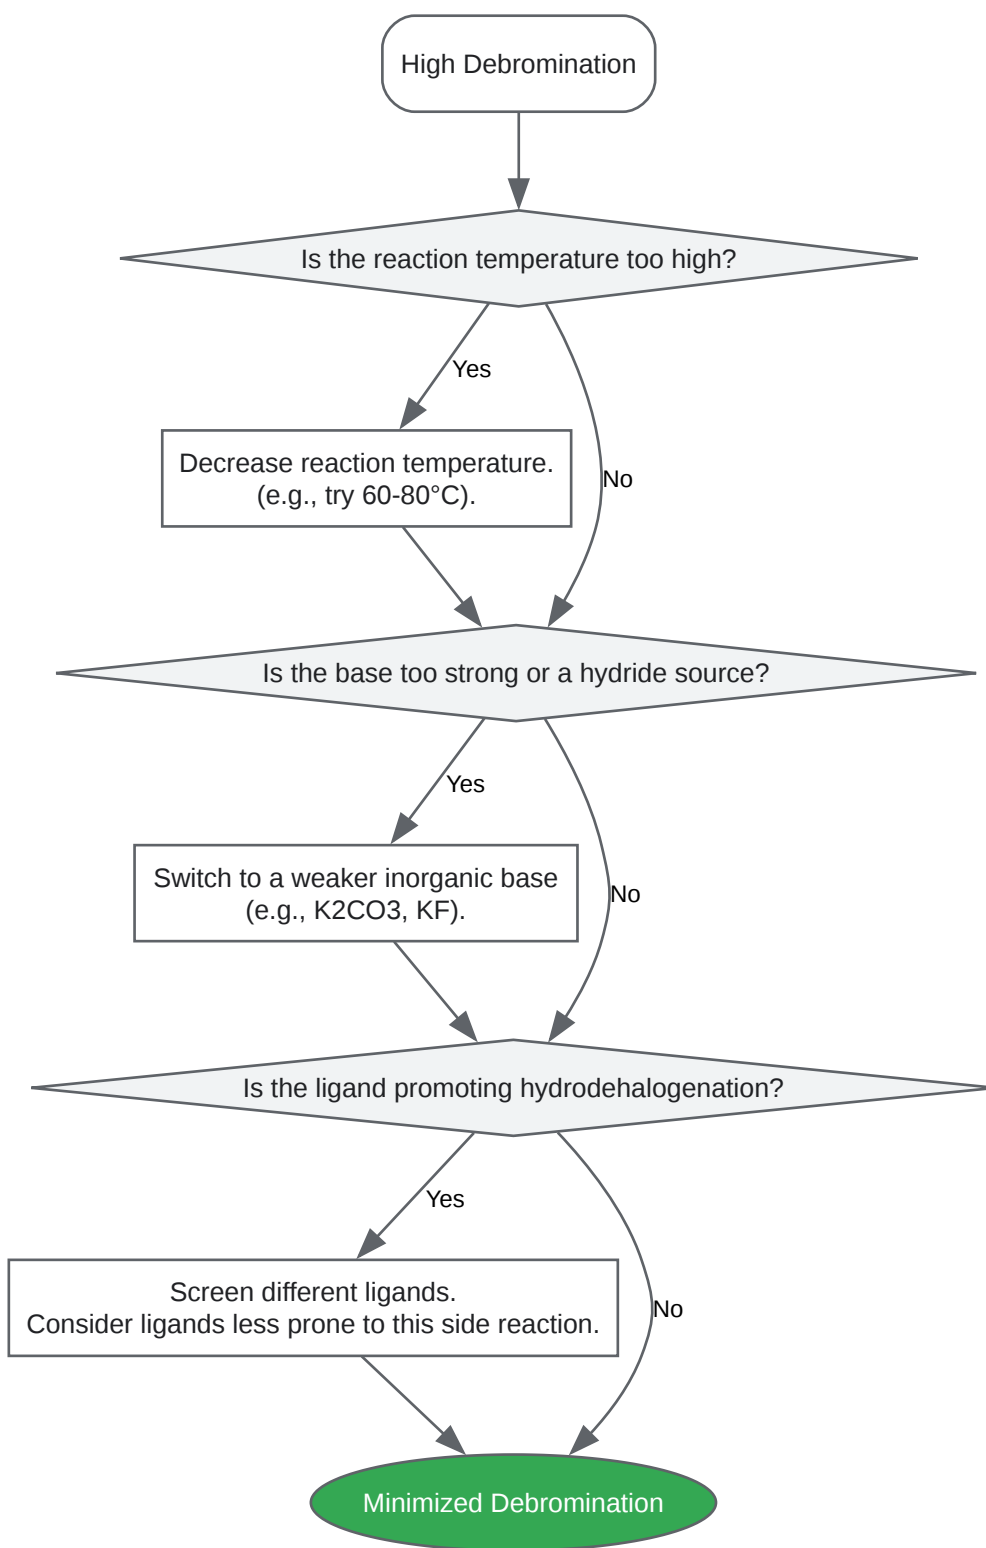 High Debromination
Is the reaction temperature too high?
Yes
Decrease reaction temperature.
(e.g., try 60-80°C).
No
Is the base too strong or a hydride source?
Yes
Switch to a weaker inorganic base
(e.g., K2CO3, KF).
No
Is the ligand promoting hydrodehalogenation?
Yes
Screen different ligands.
Consider ligands less prone to this side reaction.
No
Minimized Debromination